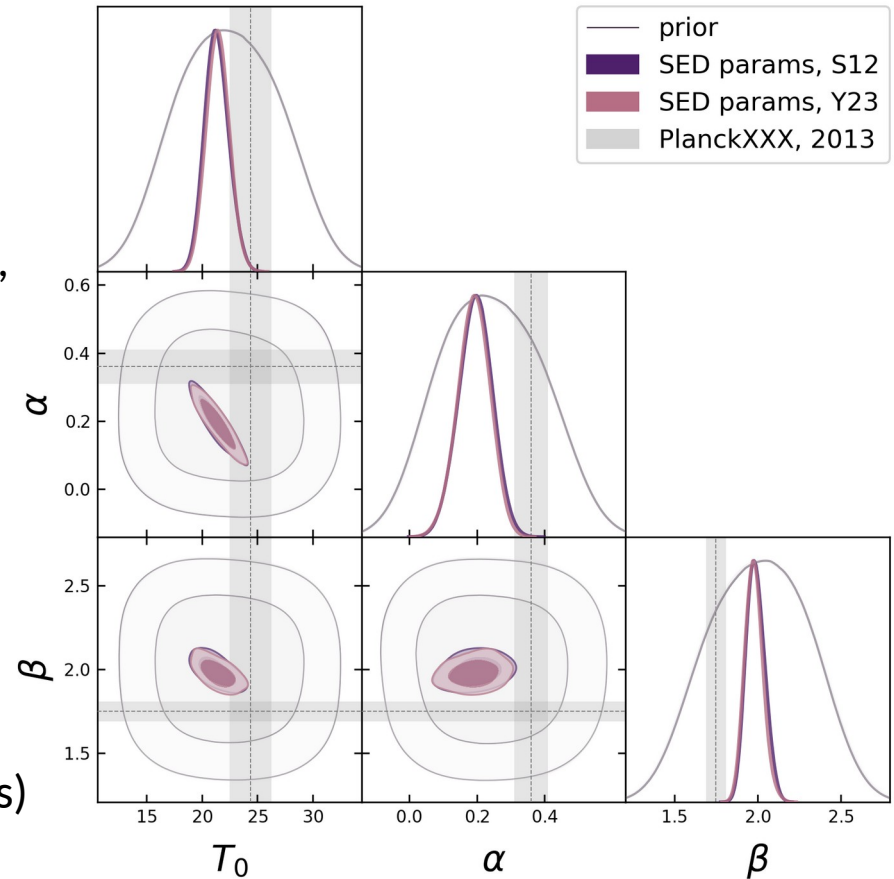 prior
SED params, S12
SED params, Y23
PlanckXXX, 2013
,
0.6
0.4
0.2
0.0
α
2.5
2.0
1.5
β
s)
15 20 25 30
0.0 0.2 0.4
1.5 2.0 2.5
T₀
α
β